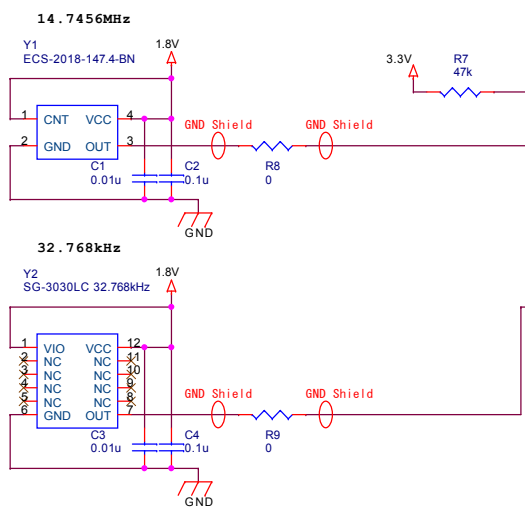 14.7456MHz
Y1
ECS-2018-147.4-BN
1.8V
3.3V
R7
47k
1 CNT VCC 4
2 GND OUT 3
GND Shield
GND Shield
R8
0
C1
0.01u
C2
0.1u
GND
32.768kHz
Y2
SG-3030LC 32.768kHz
1.8V
1 VIO VCC 12
2 NC NC 11
3 NC NC 10
4 NC NC 9
5 NC NC 8
6 GND OUT 7
GND Shield
GND Shield
R9
0
C3
0.01u
C4
0.1u
GND